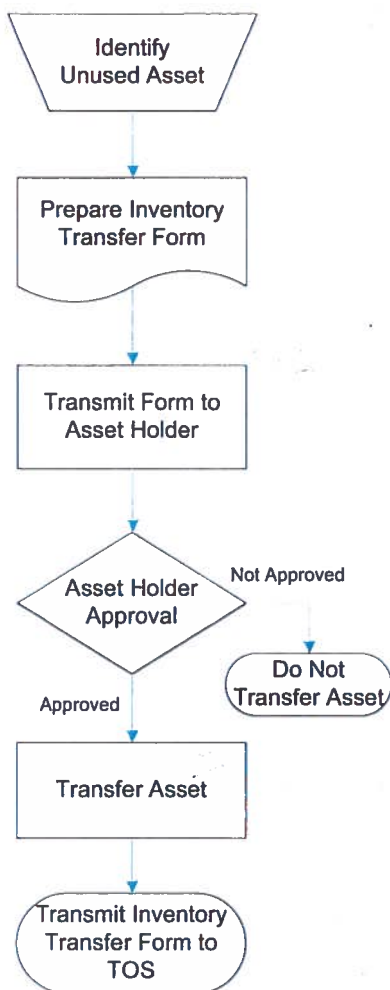 Identify
Unused Asset
Prepare Inventory
Transfer Form
Transmit Form to
Asset Holder
Asset Holder
Approval
Not Approved
Do Not
Transfer Asset
Approved
Transfer Asset
Transmit Inventory
Transfer Form to
TOS